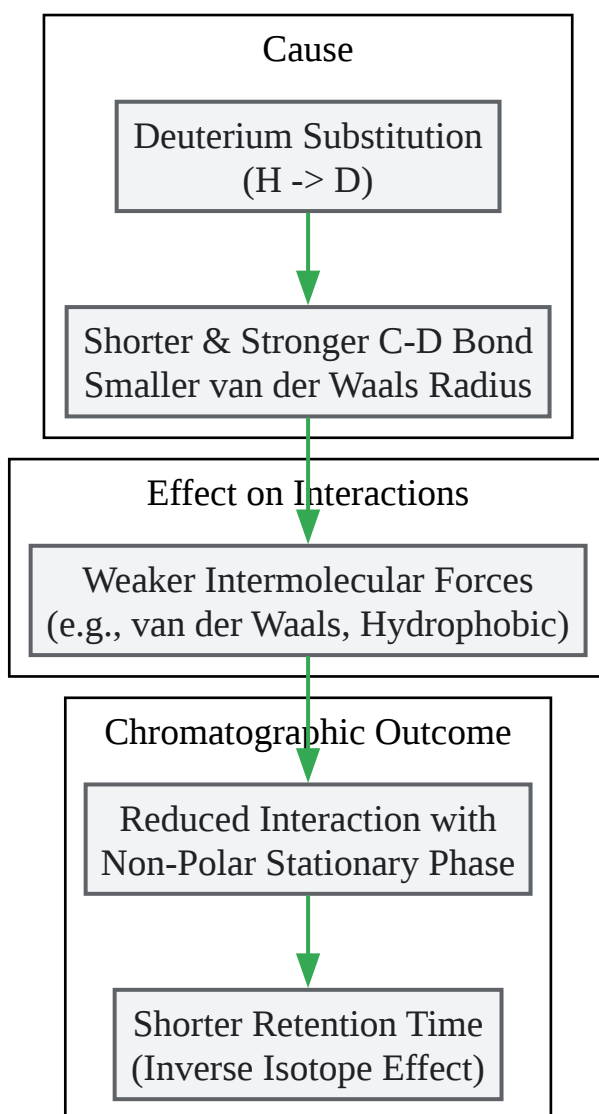 Cause
Deuterium Substitution
(H -> D)
Shorter & Stronger C-D Bond
Smaller van der Waals Radius
Effect on Interactions
Weaker Intermolecular Forces
(e.g., van der Waals, Hydrophobic)
Chromatographic Outcome
Reduced Interaction with
Non-Polar Stationary Phase
Shorter Retention Time
(Inverse Isotope Effect)